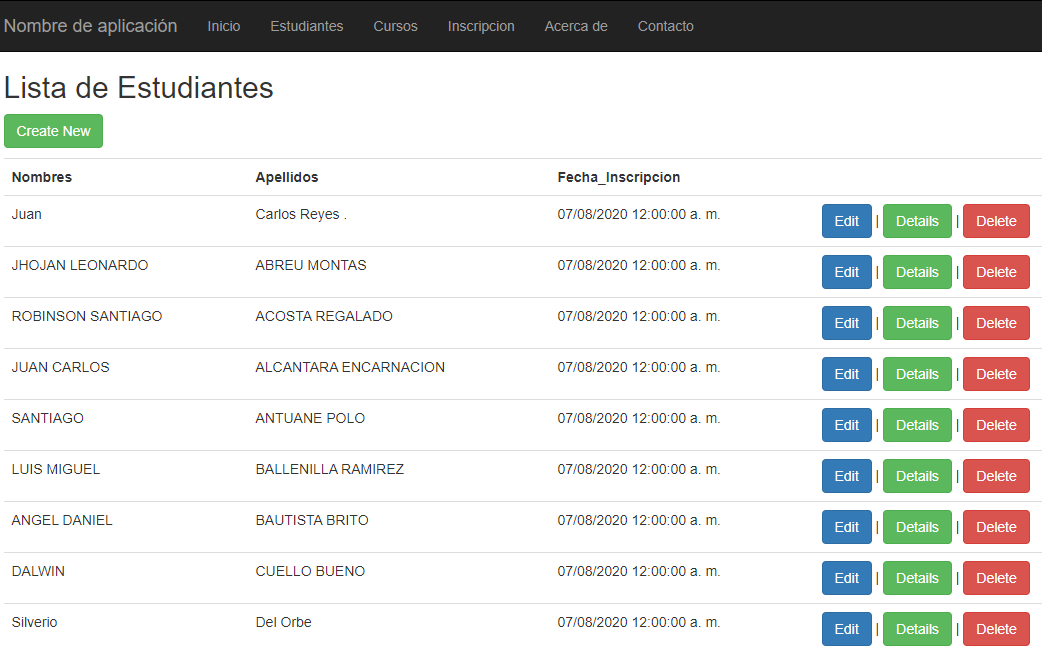 Nombre de aplicación Inicio Estudiantes Cursos Inscripcion Acerca de Contacto
Lista de Estudiantes
Create New
Nombres Apellidos Fecha_Inscripcion
Juan Carlos Reyes . 07/08/2020 12:00:00 a. m. Edit | Details | Delete
JHOJAN LEONARDO ABREU MONTAS 07/08/2020 12:00:00 a. m. Edit | Details | Delete
ROBINSON SANTIAGO ACOSTA REGALADO 07/08/2020 12:00:00 a. m. Edit | Details | Delete
JUAN CARLOS ALCANTARA ENCARNACION 07/08/2020 12:00:00 a. m. Edit | Details | Delete
SANTIAGO ANTUANE POLO 07/08/2020 12:00:00 a. m. Edit | Details | Delete
LUIS MIGUEL BALLENILLA RAMIREZ 07/08/2020 12:00:00 a. m. Edit | Details | Delete
ANGEL DANIEL BAUTISTA BRITO 07/08/2020 12:00:00 a. m. Edit | Details | Delete
DALWIN CUELLO BUENO 07/08/2020 12:00:00 a. m. Edit | Details | Delete
Silverio Del Orbe 07/08/2020 12:00:00 a. m. Edit | Details | Delete